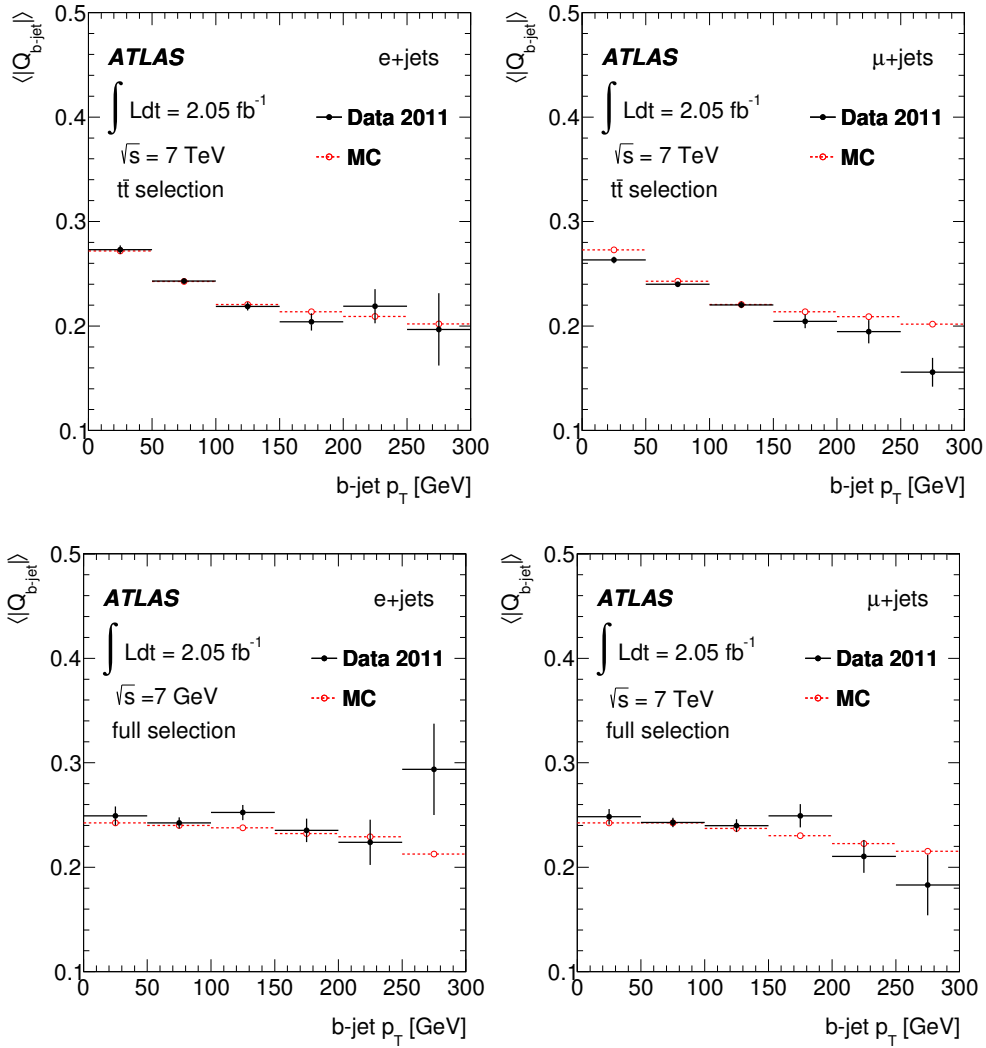 ⟨|Q_{b-jet}|⟩
0.5
0.4
0.3
0.2
0.1
ATLAS
e+jets
∫ Ldt = 2.05 fb^{-1}
√s = 7 TeV
tt̄ selection
Data 2011
MC
0 50 100 150 200 250 300
b-jet p_T [GeV]
⟨|Q_{b-jet}|⟩
0.5
0.4
0.3
0.2
0.1
ATLAS
μ+jets
∫ Ldt = 2.05 fb^{-1}
√s = 7 TeV
tt̄ selection
Data 2011
MC
0 50 100 150 200 250 300
b-jet p_T [GeV]
⟨|Q_{b-jet}|⟩
0.5
0.4
0.3
0.2
0.1
ATLAS
e+jets
∫ Ldt = 2.05 fb^{-1}
√s =7 GeV
full selection
Data 2011
MC
0 50 100 150 200 250 300
b-jet p_T [GeV]
⟨|Q_{b-jet}|⟩
0.5
0.4
0.3
0.2
0.1
ATLAS
μ+jets
∫ Ldt = 2.05 fb^{-1}
√s = 7 TeV
full selection
Data 2011
MC
0 50 100 150 200 250 300
b-jet p_T [GeV]